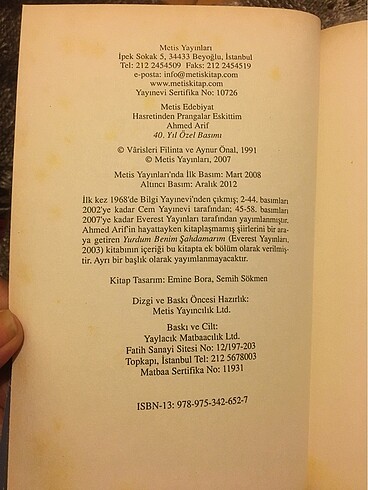 Metis Yayınları
İpek Sokak 5, 34433 Beyoğlu, İstanbul
Tel: 212 2454509 Faks: 212 2454519
e-posta: info@metiskitap.com
www.metiskitap.com
Yayınevi Sertifika No: 10726
Metis Edebiyat
Hasretinden Prangalar Eskittim
Ahmed Arif
40. Yıl Özel Basımı
© Vârisleri Filinta ve Aynur Önal, 1991
© Metis Yayınları, 2007
Metis Yayınları'nda İlk Basım: Mart 2008
Altıncı Basım: Aralık 2012
İlk kez 1968'de Bilgi Yayınevi'nden çıkmış; 2-44. basımları
2002'ye kadar Cem Yayınevi tarafından; 45-58. basımları
2007'ye kadar Everest Yayınları tarafından yayımlanmıştır.
Ahmed Arif'in hayattayken kitaplaşmamış şiirlerini bir ara-
ya getiren Yurdum Benim Şahdamarım (Everest Yayınları,
2003) kitabının içeriği bu kitapta ek bölüm olarak verilmiş-
tir. Ayrı bir başlık olarak yayımlanmayacaktır.
Kitap Tasarım: Emine Bora, Semih Sökmen
Dizgi ve Baskı Öncesi Hazırlık:
Metis Yayıncılık Ltd.
Baskı ve Cilt:
Yaylacık Matbaacılık Ltd.
Fatih Sanayi Sitesi No: 12/197-203
Topkapı, İstanbul Tel: 212 5678003
Matbaa Sertifika No: 11931
ISBN-13: 978-975-342-652-7